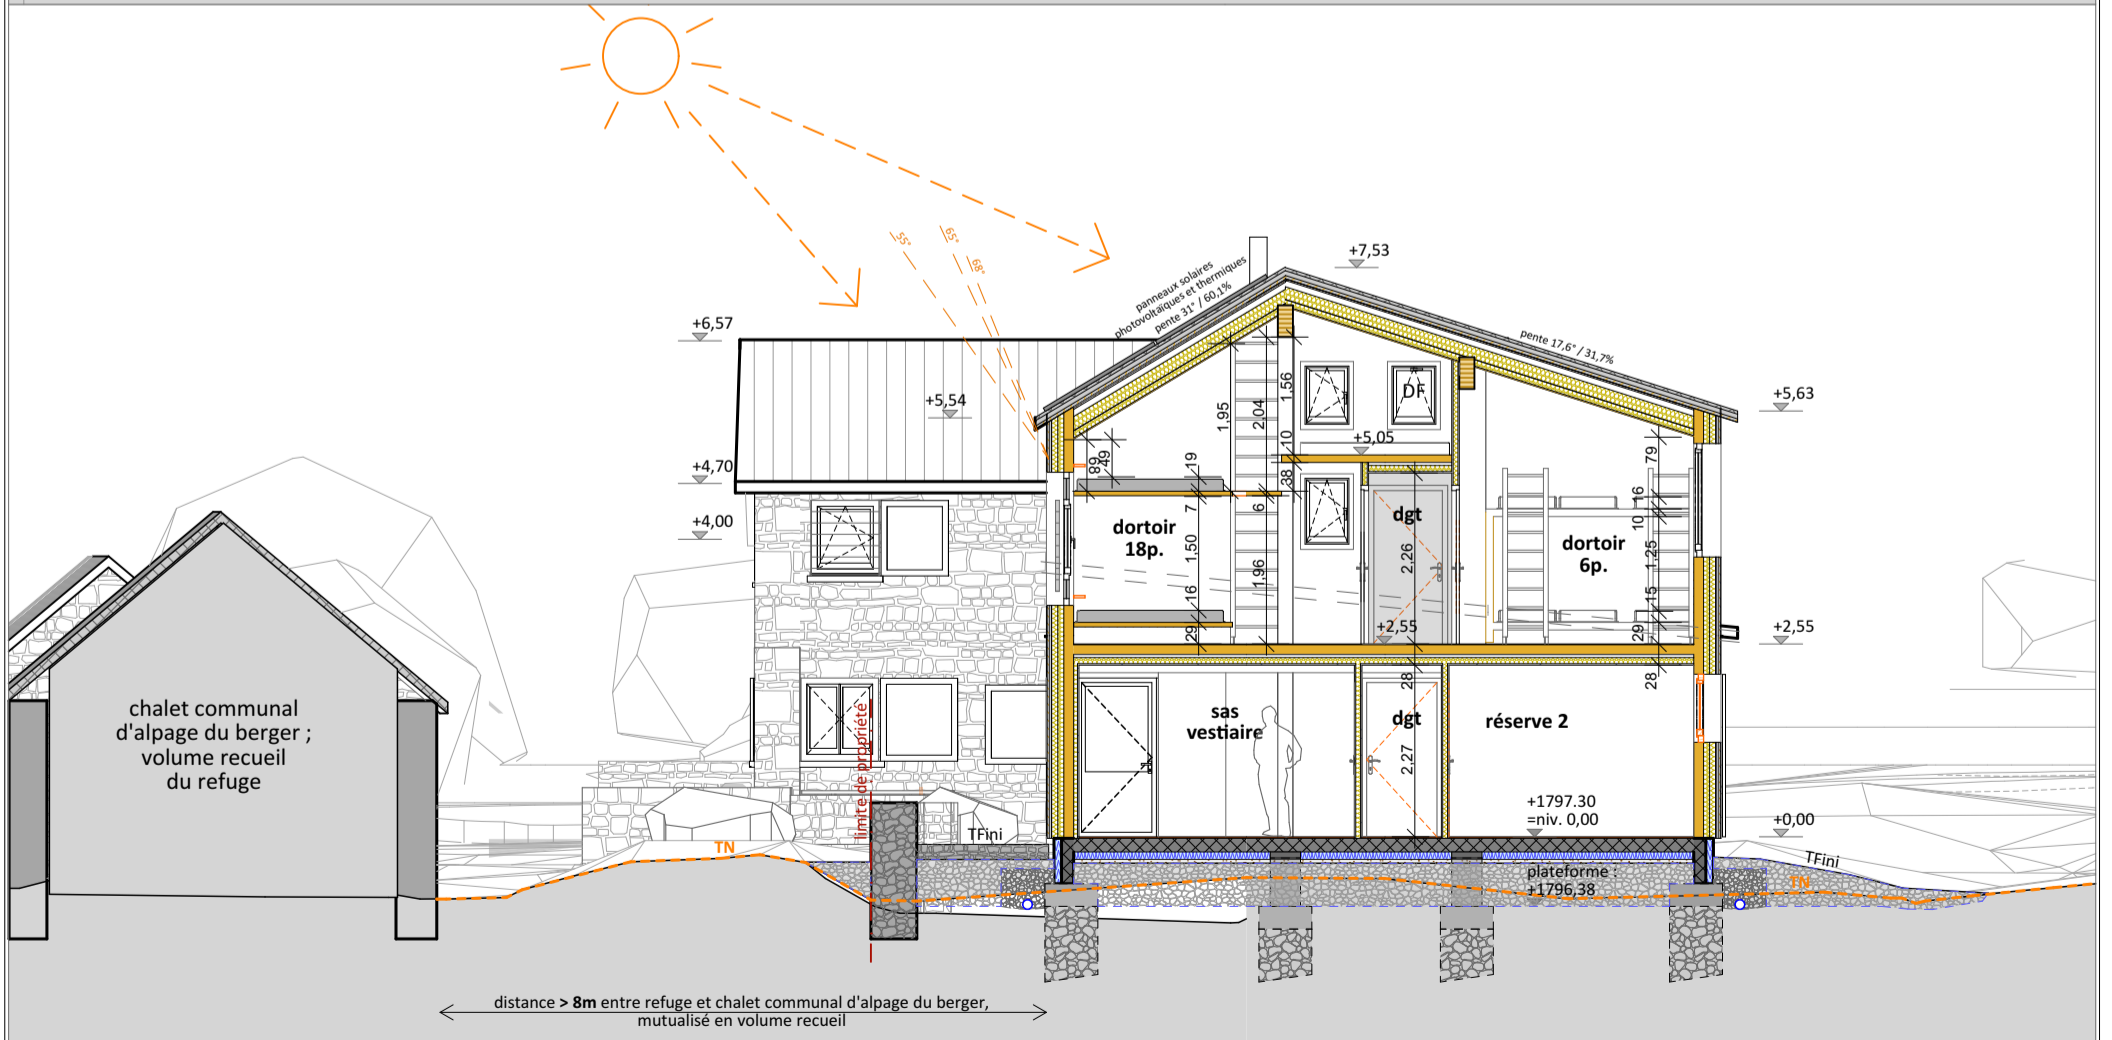 55°
65°
68°
+7,53
panneaux solaires
photovoltaïques et thermiques
pente 31° / 60,1%
pente 17,6° / 31,7%
+6,57
+5,54
+5,63
+4,70
+4,00
1,95
2,04
1,56
10
38
DF
+5,05
89
49
19
79
dortoir
18p.
7
1,50
16
29
6
1,96
dgt
2,26
+2,55
dortoir
6p.
16
10
1,25
15
29
+2,55
28
28
sas
vestiaire
dgt
2,27
réserve 2
chalet communal
d'alpage du berger ;
volume recueil
du refuge
limite de propriété
+1797.30
=niv. 0,00
+0,00
TN
TFini
TFini
TN
plateforme :
+1796,38
distance > 8m entre refuge et chalet communal d'alpage du berger,
mutualisé en volume recueil